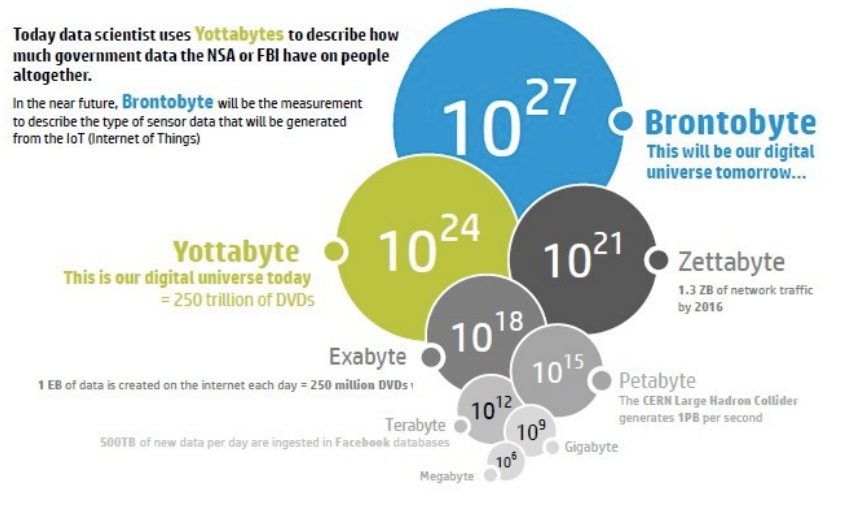 Today data scientist uses Yottabytes to describe how
much government data the NSA or FBI have on people
altogether.
In the near future, Brontobyte will be the measurement
to describe the type of sensor data that will be generated
from the IoT (Internet of Things)
10^27
Brontobyte
This will be our digital
universe tomorrow...
10^24
Yottabyte
This is our digital universe today
= 250 trillion of DVDs
10^21
Zettabyte
1.3 ZB of network traffic
by 2016
10^18
Exabyte
1 EB of data is created on the internet each day = 250 million DVDs
10^15
Petabyte
The CERN Large Hadron Collider
generates 1PB per second
10^12
Terabyte
500TB of new data per day are ingested in Facebook databases
10^9
Gigabyte
10^6
Megabyte